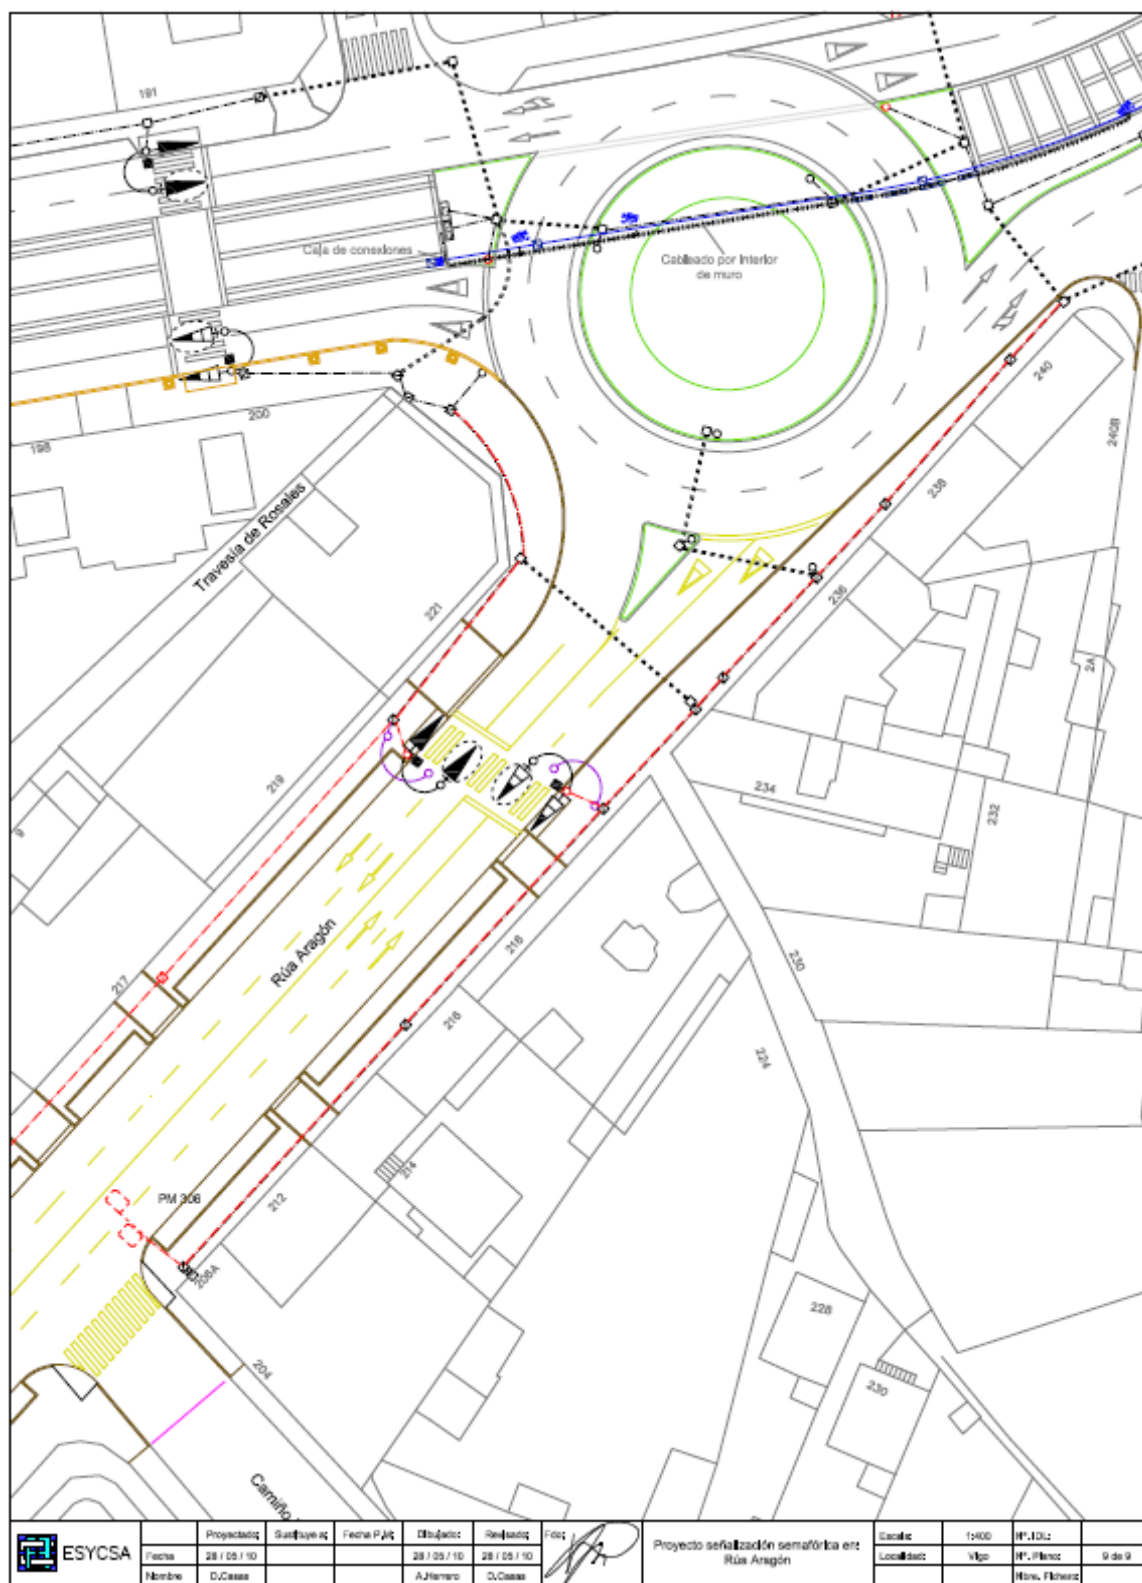 191
Caja de conexiones
Cableado por interior
de muro
198
200
Travesía de Rosales
240
240B
238
236
221
2A
219
234
232
9
217
Rúa Aragón
218
216
230
224
214
212
PM 306
206A
204
228
230
Camiño
ESYCSA
Proyectado:
Sustituye a:
Fecha P.M:
Dibujado:
Revisado:
Fdo:
Fecha
28 / 05 / 10
28 / 05 / 10
28 / 05 / 10
Nombre
D.Casas
A.Herrero
D.Casas
Proyecto señalización semafórica en:
Rúa Aragón
Escala:
1:400
Nº. IDL:
Localidad:
Vigo
Nº. Plano:
9 de 9
Nbre. Fichero: